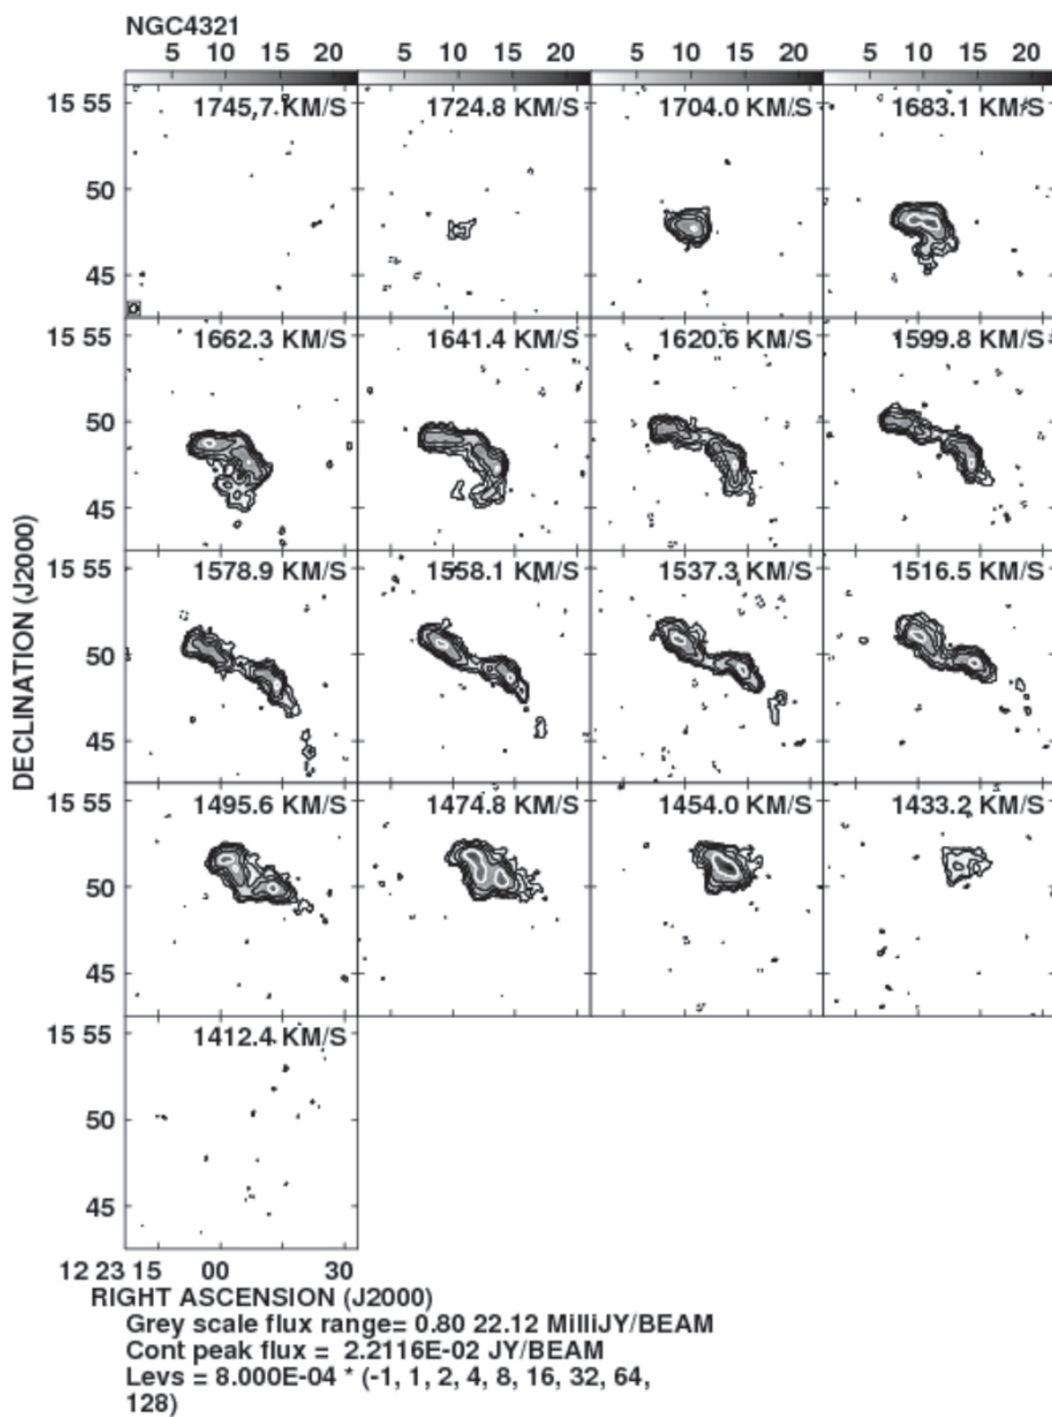 NGC4321
5 10 15 20 5 10 15 20 5 10 15 20 5 10 15 20
15 55 1745.7 KM/S 1724.8 KM/S 1704.0 KM/S 1683.1 KM/S
50
45
15 55 1662.3 KM/S 1641.4 KM/S 1620.6 KM/S 1599.8 KM/S
50
45
DECLINATION (J2000)
15 55 1578.9 KM/S 1558.1 KM/S 1537.3 KM/S 1516.5 KM/S
50
45
15 55 1495.6 KM/S 1474.8 KM/S 1454.0 KM/S 1433.2 KM/S
50
45
15 55 1412.4 KM/S
50
45
12 23 15 00 30
RIGHT ASCENSION (J2000)
Grey scale flux range= 0.80 22.12 MilliJY/BEAM
Cont peak flux = 2.2116E-02 JY/BEAM
Levs = 8.000E-04 * (-1, 1, 2, 4, 8, 16, 32, 64,
128)